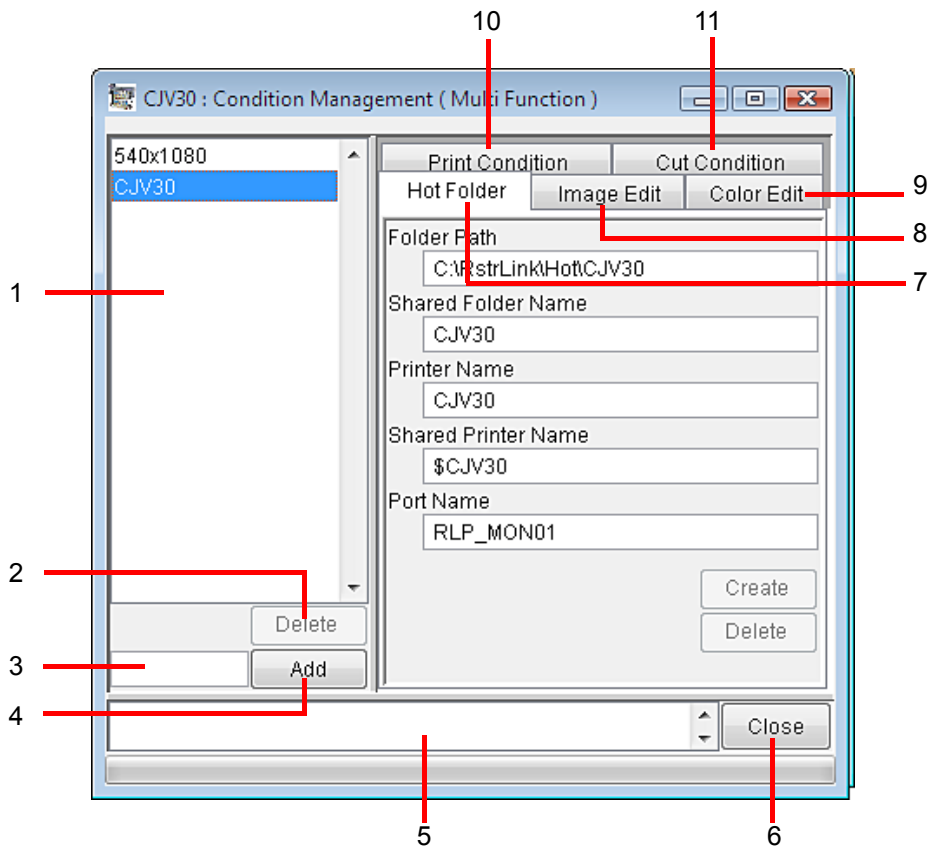 10 11
CJV30 : Condition Management ( Multi Function )
540x1080
CJV30
Print Condition Cut Condition
Hot Folder Image Edit Color Edit
9
8
7
Folder Path
C:\RstrLink\Hot\CJV30
Shared Folder Name
CJV30
Printer Name
CJV30
Shared Printer Name
$CJV30
Port Name
RLP_MON01
Create
Delete
1
2
Delete
3
Add
4
Close
5 6